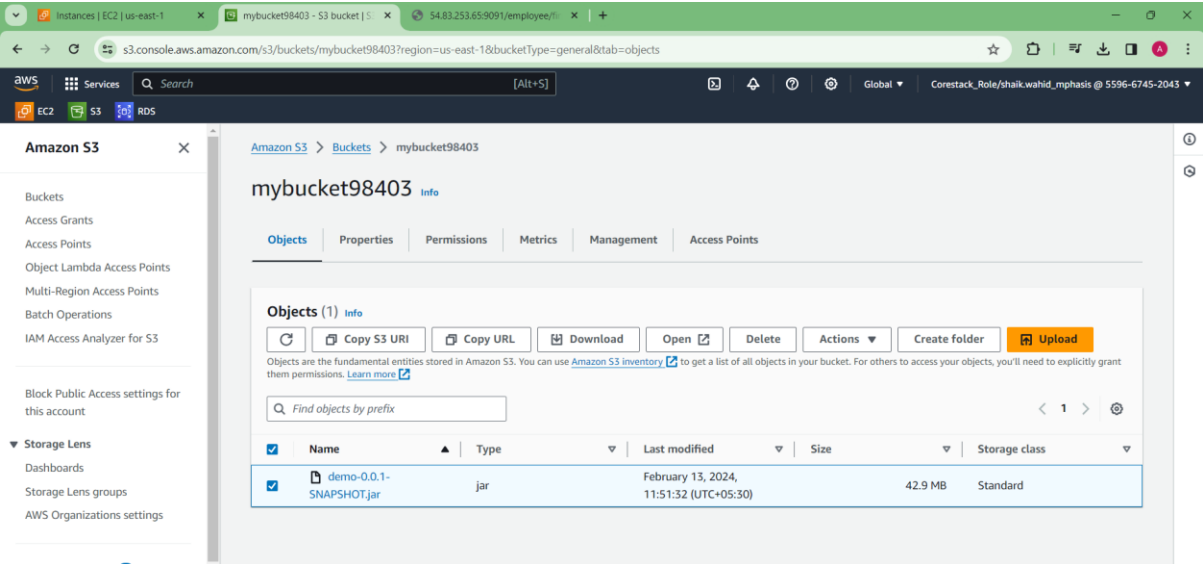 Instances | EC2 | us-east-1
mybucket98403 - S3 bucket | S
54.83.253.65:9091/employee/fi
s3.console.aws.amazon.com/s3/buckets/mybucket98403?region=us-east-1&bucketType=general&tab=objects
A
aws
Services
Search
[Alt+S]
Global
Corestack_Role/shaik.wahid_mphasis @ 5596-6745-2043
EC2
S3
RDS
Amazon S3
Buckets
Access Grants
Access Points
Object Lambda Access Points
Multi-Region Access Points
Batch Operations
IAM Access Analyzer for S3
Block Public Access settings for
this account
Storage Lens
Dashboards
Storage Lens groups
AWS Organizations settings
Amazon S3 > Buckets > mybucket98403
mybucket98403 Info
Objects
Properties
Permissions
Metrics
Management
Access Points
Objects (1) Info
Copy S3 URI
Copy URL
Download
Open
Delete
Actions
Create folder
Upload
Objects are the fundamental entities stored in Amazon S3. You can use Amazon S3 inventory to get a list of all objects in your bucket. For others to access your objects, you'll need to explicitly grant
them permissions. Learn more
Find objects by prefix
< 1 >
Name
Type
Last modified
Size
Storage class
demo-0.0.1-
SNAPSHOT.jar
jar
February 13, 2024,
11:51:32 (UTC+05:30)
42.9 MB
Standard